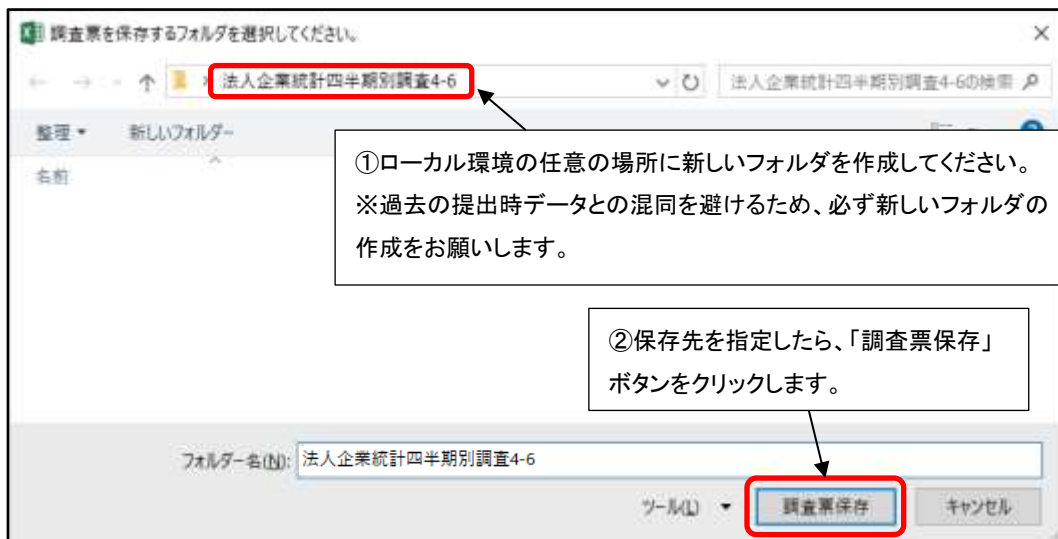 調査票を保存するフォルダを選択してください。
法人企業統計四半期別調査4-6
法人企業統計四半期別調査4-6の検索
整理 新しいフォルダー
名前
①ローカル環境の任意の場所に新しいフォルダを作成してください。
※過去の提出時データとの混同を避けるため、必ず新しいフォルダの
作成をお願いします。
②保存先を指定したら、「調査票保存」
ボタンをクリックします。
フォルダー名(N): 法人企業統計四半期別調査4-6
ツール(L) 調査票保存 キャンセル